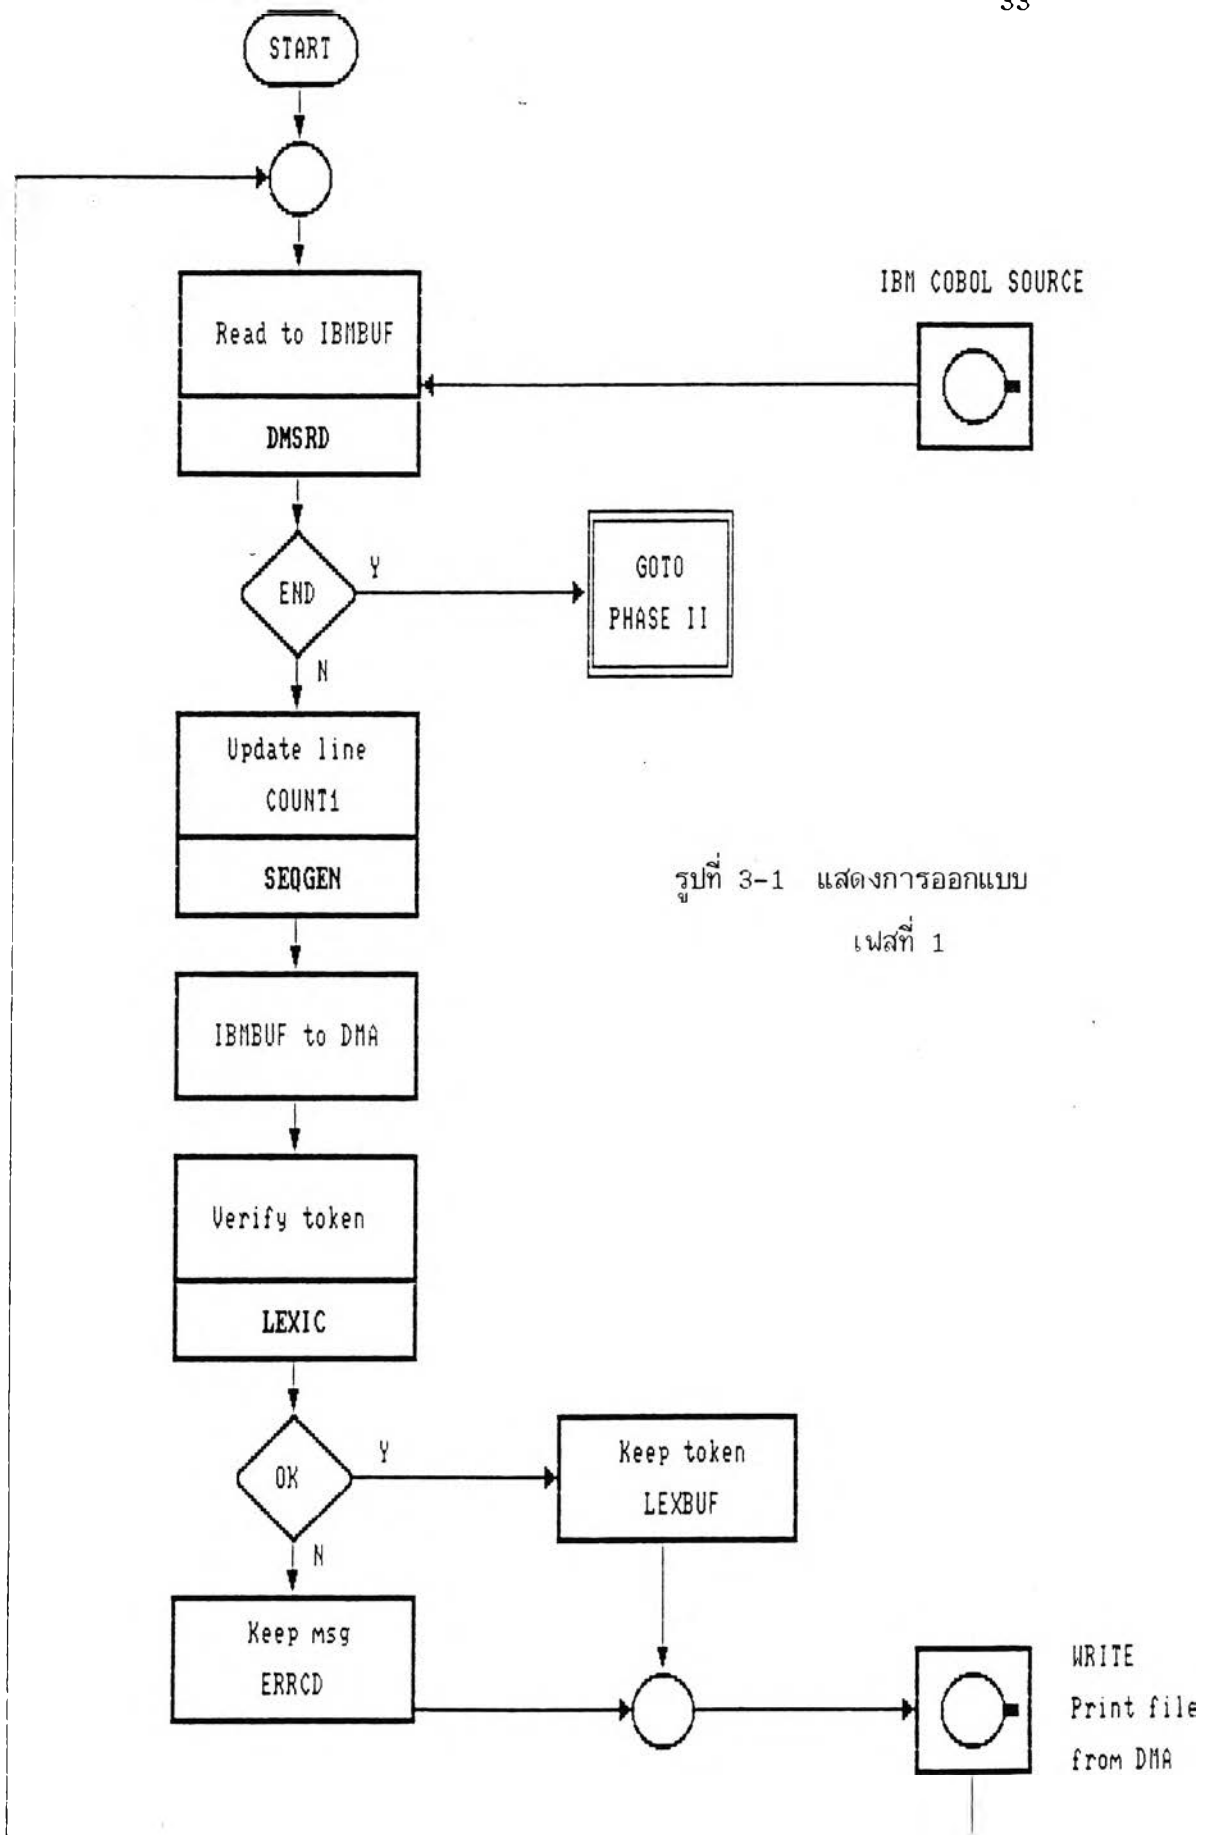 33
START
IBM COBOL SOURCE
Read to IBMBUF
DMSRD
END
Y
GOTO
PHASE II
N
Update line
COUNT1
SEQGEN
รูปที่ 3-1 แสดงการออกแบบ
เฟสที่ 1
IBMBUF to DMA
Verify token
LEXIC
OK
Y
Keep token
LEXBUF
N
Keep msg
ERRCD
WRITE
Print file
from DMA